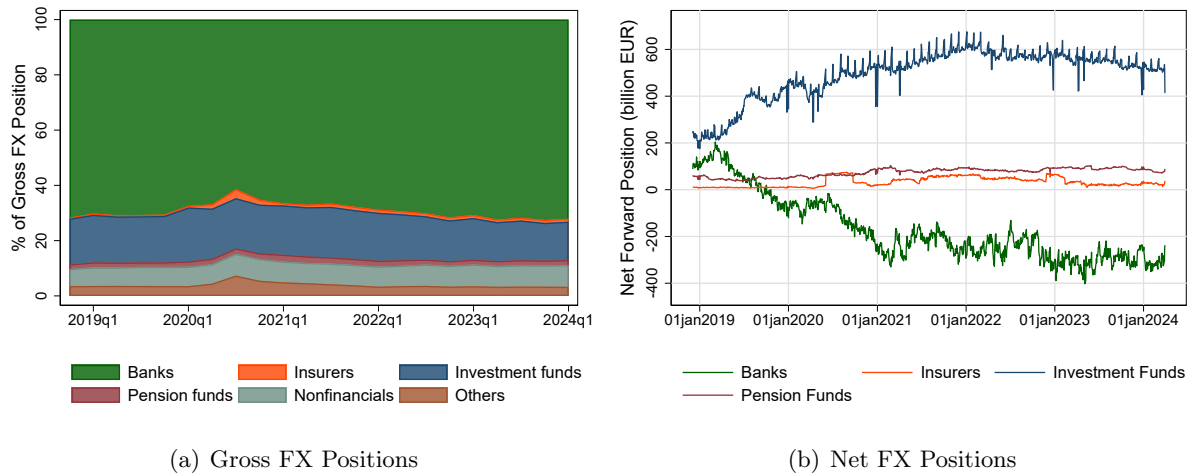 % of Gross FX Position
100
80
60
40
20
0
2019q1 2020q1 2021q1 2022q1 2023q1 2024q1
Banks Insurers Investment funds
Pension funds Nonfinancials Others
(a) Gross FX Positions
Net Forward Position (billion EUR)
600
400
200
0
-200
-400
01jan2019 01jan2020 01jan2021 01jan2022 01jan2023 01jan2024
Banks Insurers Investment Funds
Pension Funds
(b) Net FX Positions